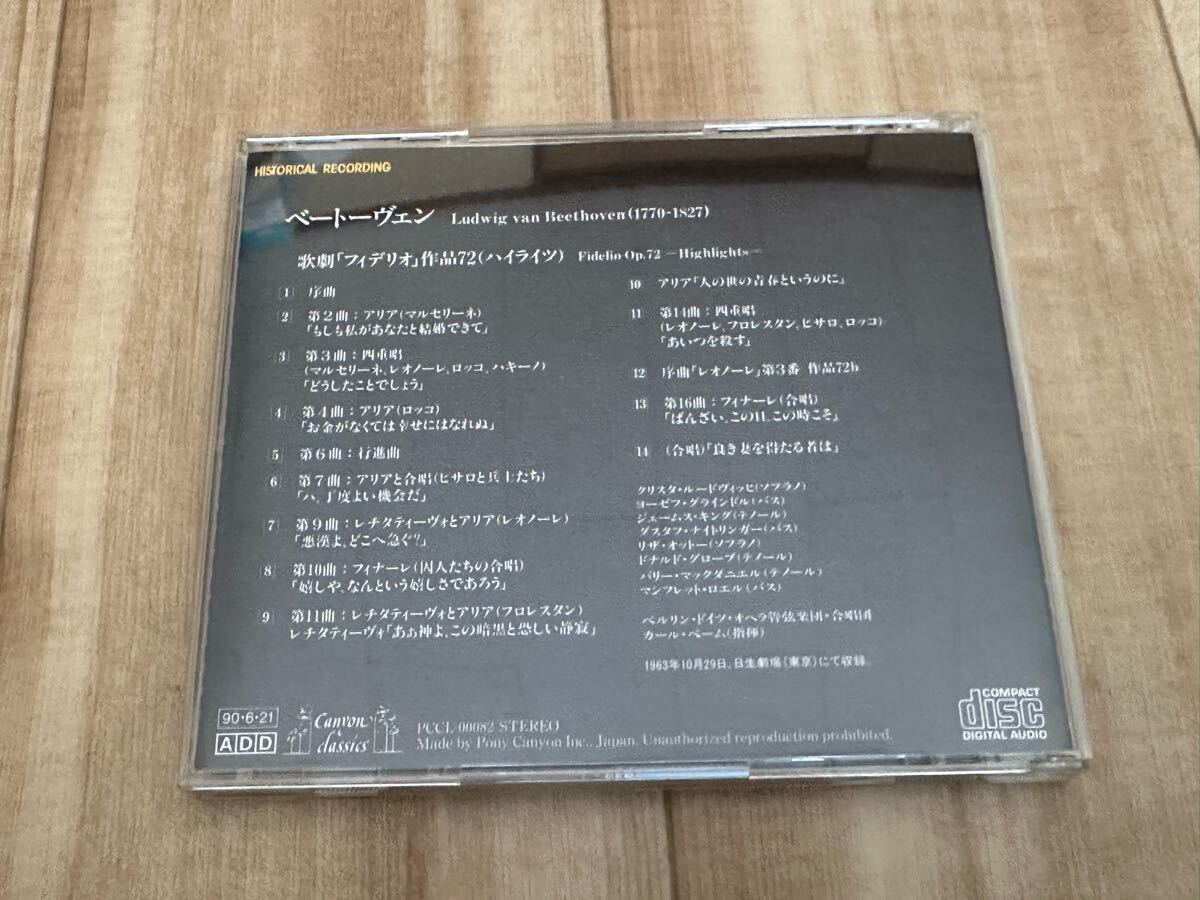 HISTORICAL RECORDING
ベートーヴェン Ludwig van Beethoven(1770-1827)
歌劇「フィデリオ」作品72(ハイライツ) Fidelio Op.72 —Highlights—
1 序曲
2 第2曲:アリア(マルセリーネ)
「もしも私があなたと結婚できて」
3 第3曲:四重唱
(マルセリーネ、レオノーレ、ロッコ、ハキーノ)
「どうしたことでしょう」
4 第4曲:アリア(ロッコ)
「お金がなくては幸せにはなれぬ」
5 第6曲:行進曲
6 第7曲:アリアと合唱(ピサロと兵士たち)
「ハ、丁度よい機会だ」
7 第9曲:レチタティーヴォとアリア(レオノーレ)
「悪漢よ、どこへ急ぐ?」
8 第10曲:フィナーレ(囚人たちの合唱)
「嬉しや、なんという嬉しさであろう」
9 第11曲:レチタティーヴォとアリア(フロレスタン)
レチタティーヴォ「あぁ神よ、この暗黒と恐しい静寂」
10 アリア「人の世の青春というのに」
11 第14曲:四重唱
(レオノーレ、フロレスタン、ピサロ、ロッコ)
「あいつを殺す」
12 序曲「レオノーレ」第3番 作品72b
13 第16曲:フィナーレ(合唱)
「ばんざい、この日、この時こそ」
14 (合唱)「良き妻を得たる者は」
クリスタ・ルードヴィッヒ(ソプラノ)
ヨーゼフ・グラインドル(バス)
ジェームス・キング(テノール)
グスタフ・ナイトリンガー(バス)
リザ・オットー(ソプラノ)
ドナルド・グローブ(テノール)
バリー・マックダニエル(テノール)
マンフレット・ロエル(バス)
ベルリン・ドイツ・オペラ管弦楽団・合唱団
カール・ベーム(指揮)
1963年10月29日、日生劇場(東京)にて収録
90・6・21
ADD
Canyon classics
PCCL-00082 STEREO
Made by Pony Canyon Inc., Japan. Unauthorized reproduction prohibited.
COMPACT
disc
DIGITAL AUDIO